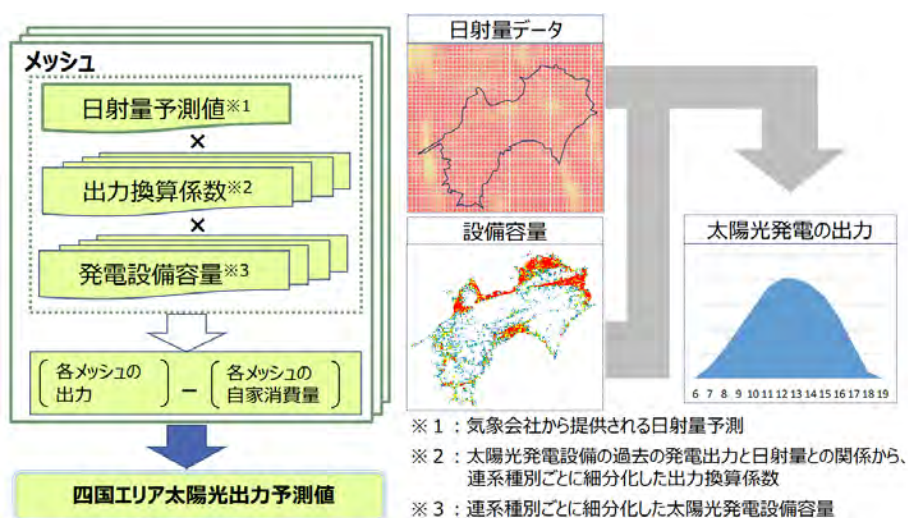 メッシュ
日射量予測値※1
×
出力換算係数※2
×
発電設備容量※3
各メッシュの
出力
－
各メッシュの
自家消費量
四国エリア太陽光出力予測値
日射量データ
設備容量
太陽光発電の出力
6 7 8 9 10 11 12 13 14 15 16 17 18 19
※１：気象会社から提供される日射量予測
※２：太陽光発電設備の過去の発電出力と日射量との関係から、
連系種別ごとに細分化した出力換算係数
※３：連系種別ごとに細分化した太陽光発電設備容量